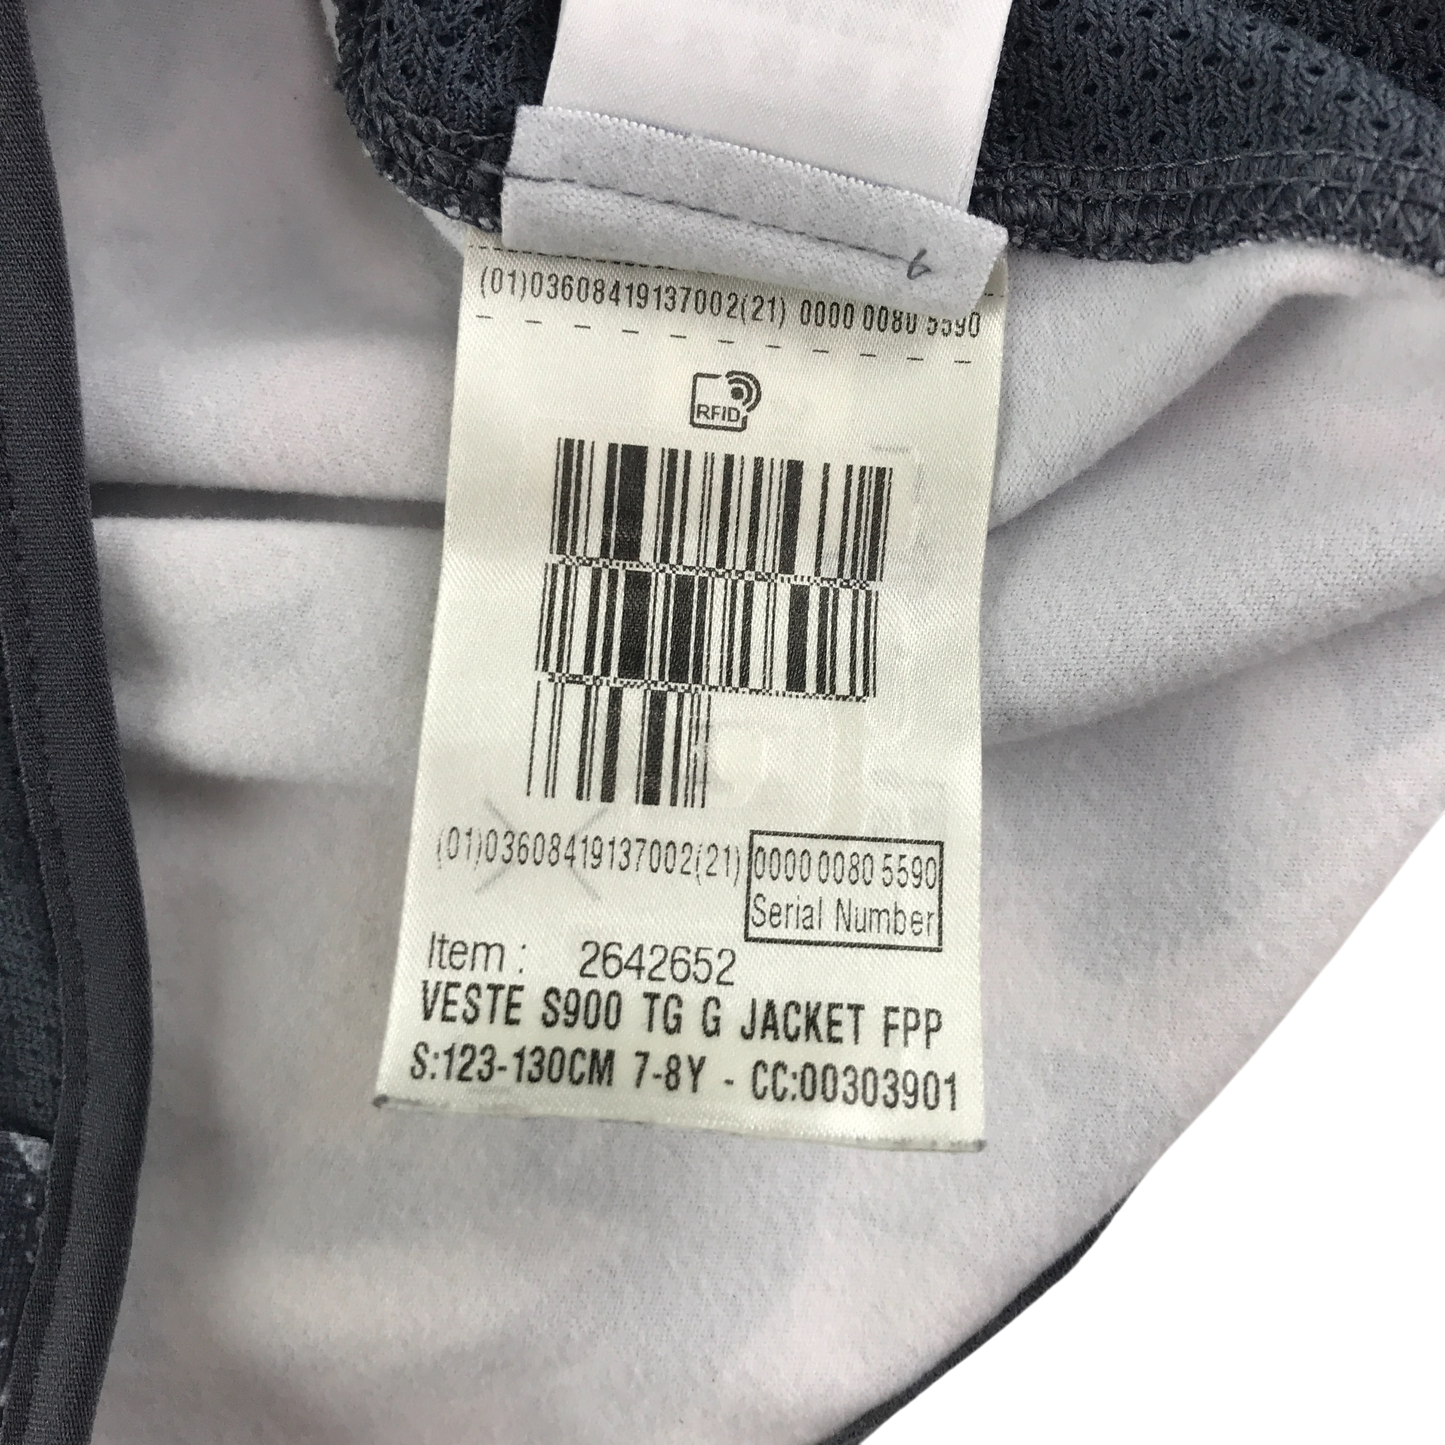 (01)03608419137002(21) 0000 0080 5590
RFID
(01)03608419137002(21) 0000 0080 5590
Serial Number
Item : 2642652
VESTE S900 TG G JACKET FPP
S:123-130CM 7-8Y - CC:00303901